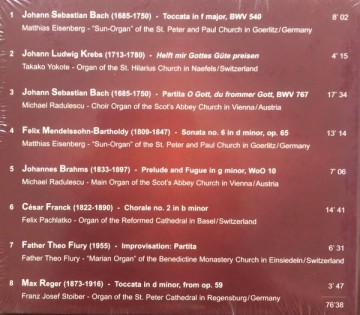 1 Johann Sebastian Bach (1685-1750) - Toccata in f major, BWV 540 8' 02
Matthias Eisenberg - "Sun-Organ" of the St. Peter and Paul Church in Goerlitz/Germany
2 Johann Ludwig Krebs (1713-1780) - Helft mir Gottes Güte preisen 4' 15
Takako Yokote - Organ of the St. Hilarius Church in Naefels/Switzerland
3 Johann Sebastian Bach (1685-1750) - Partita O Gott, du frommer Gott, BWV 767 17' 34
Michael Radulescu - Choir Organ of the Scot's Abbey Church in Vienna/Austria
4 Felix Mendelssohn-Bartholdy (1809-1847) - Sonata no. 6 in d minor, op. 65 13' 14
Matthias Eisenberg - "Sun-Organ" of the St. Peter and Paul Church in Goerlitz/Germany
5 Johannes Brahms (1833-1897) - Prelude and Fugue in g minor, WoO 10 7' 06
Michael Radulescu - Main Organ of the Scot's Abbey Church in Vienna/Austria
6 César Franck (1822-1890) - Chorale no. 2 in b minor 14' 41
Felix Pachlatko - Organ of the Reformed Cathedral in Basel/Switzerland
7 Father Theo Flury (1955) - Improvisation: Partita 6' 31
Father Theo Flury - "Marian Organ" of the Benedictine Monastery Church in Einsiedeln/Switzerland
8 Max Reger (1873-1916) - Toccata in d minor, from op. 59 3' 47
Franz Josef Stoiber - Organ of the St. Peter Cathedral in Regensburg/Germany 76'38